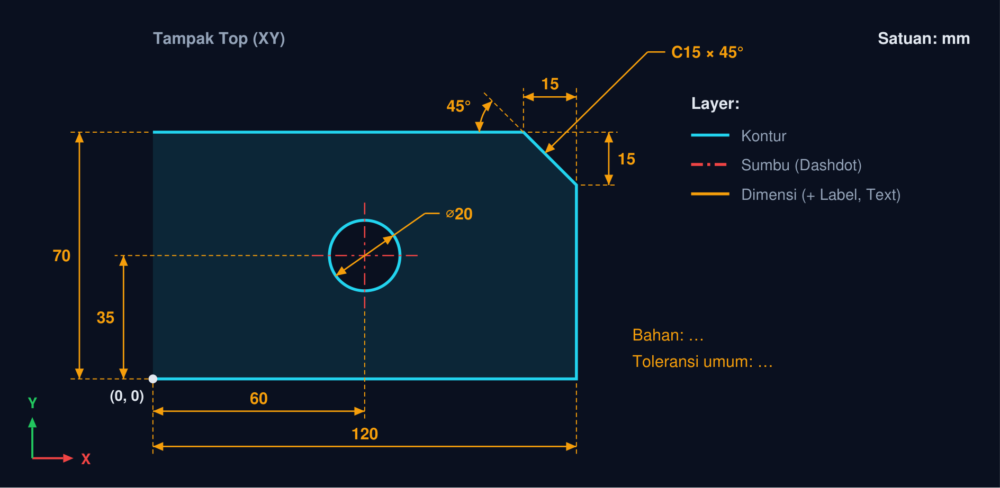 Tampak Top (XY)
Satuan: mm
C15 × 45°
15
45°
Layer:
Kontur
15
Sumbu (Dashdot)
Dimensi (+ Label, Text)
⌀20
70
35
Bahan: …
Toleransi umum: …
(0, 0)
60
Y
120
X